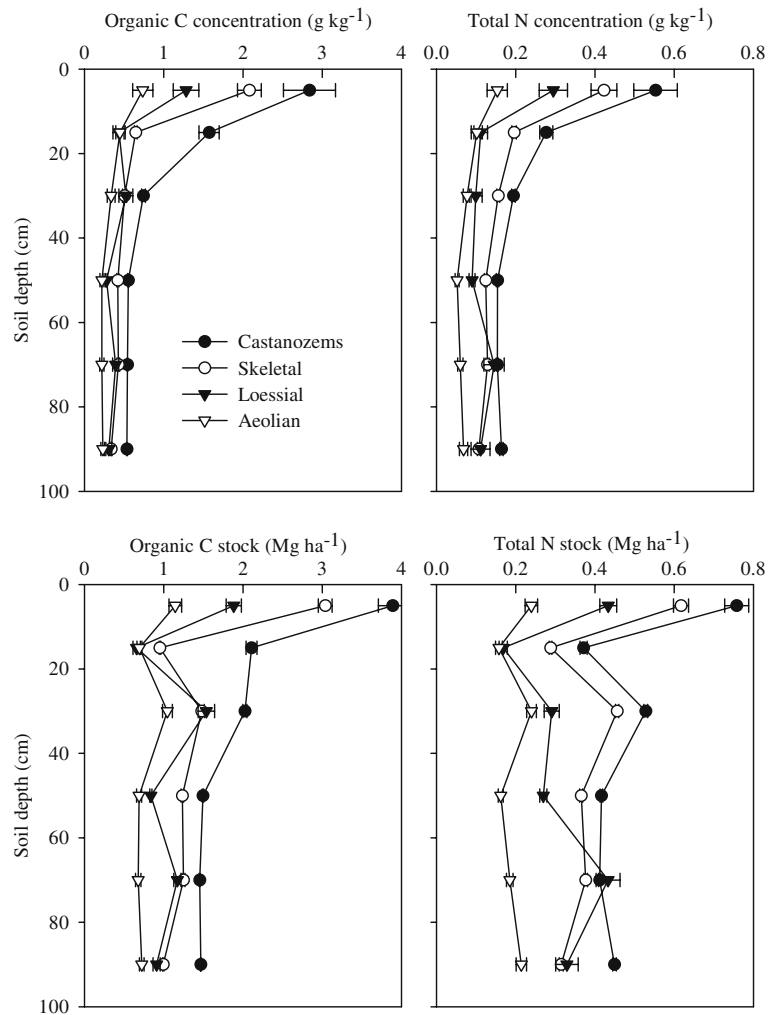 Organic C concentration (g kg-1)
Total N concentration (g kg-1)
0 1 2 3 4
0.0 0.2 0.4 0.6 0.8
0
20
40
60
80
100
Soil depth (cm)
Castanozems
Skeletal
Loessial
Aeolian
Organic C stock (Mg ha-1)
Total N stock (Mg ha-1)
0 1 2 3 4
0.0 0.2 0.4 0.6 0.8
0
20
40
60
80
100
Soil depth (cm)